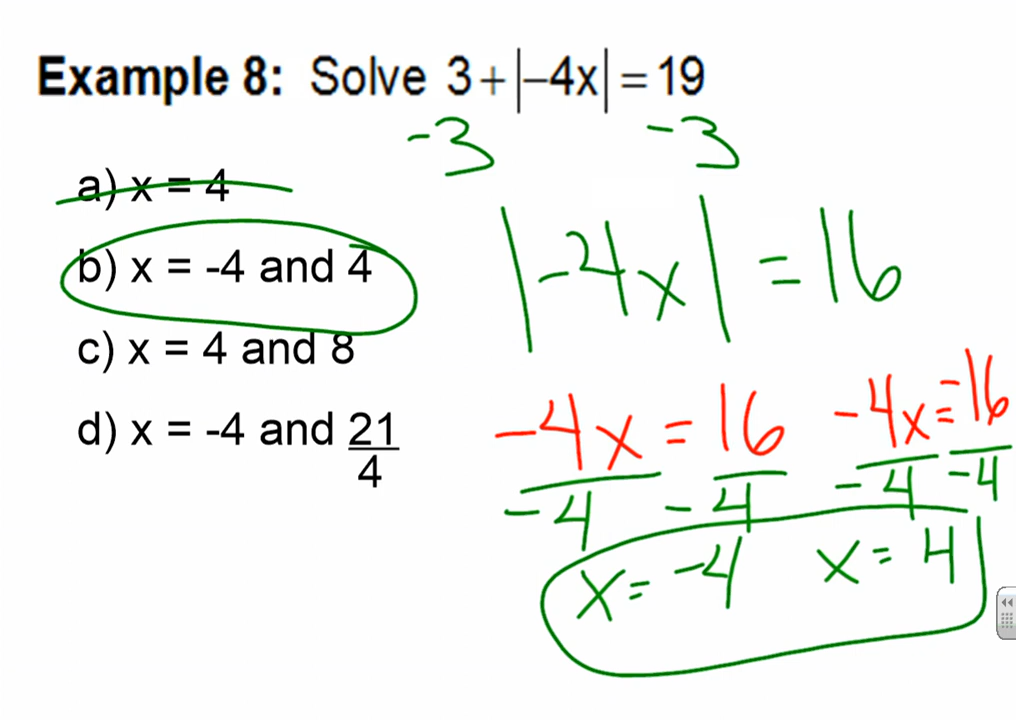 Example 8: Solve 3+|−4x|=19
-3 -3
a) x = 4
b) x = -4 and 4
c) x = 4 and 8
d) x = -4 and 21/4
|-4x| = 16
-4x = 16 -4x = -16
-4 -4 -4 -4
x = -4 x = 4